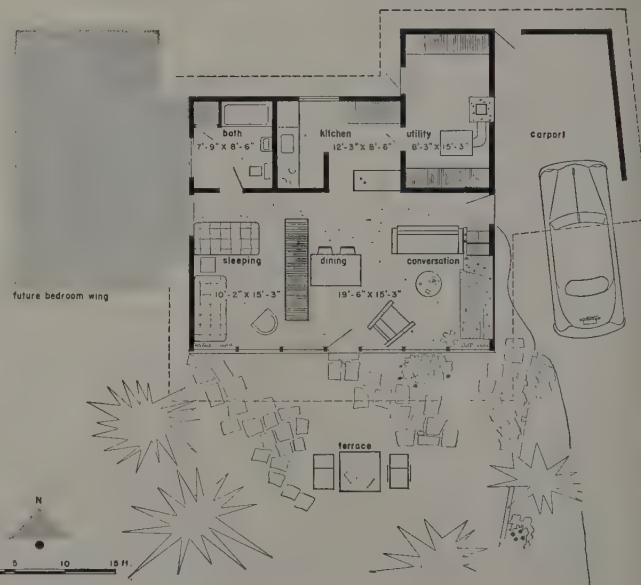 bath
7'-9" X 8'-6"
kitchen
12'-3" X 8'-6"
utility
8'-3" X 15'-3"
carport
sleeping
10'-2" X 15'-3"
dining
conversation
19'-6" X 15'-3"
future bedroom wing
terrace
N
5 10 15 ft.